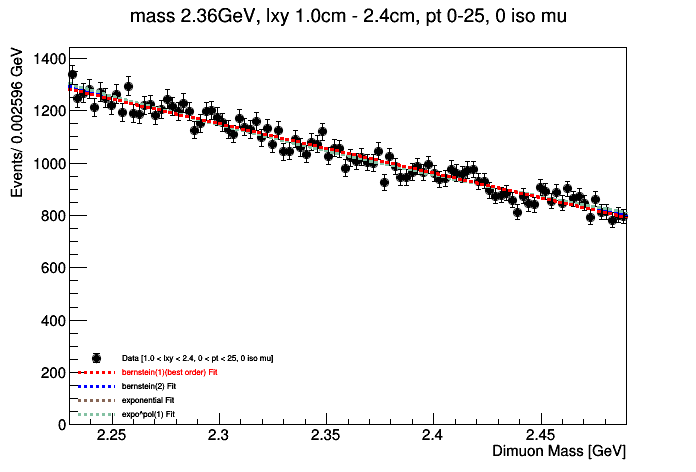 mass 2.36GeV, lxy 1.0cm - 2.4cm, pt 0-25, 0 iso mu
Events/ 0.002596 GeV
1400
1200
1000
800
600
400
200
0
Data [1.0 < lxy < 2.4, 0 < pt < 25, 0 iso mu]
bernstein(1)(best order) Fit
bernstein(2) Fit
exponential Fit
expo^pol(1) Fit
2.25 2.3 2.35 2.4 2.45
Dimuon Mass [GeV]